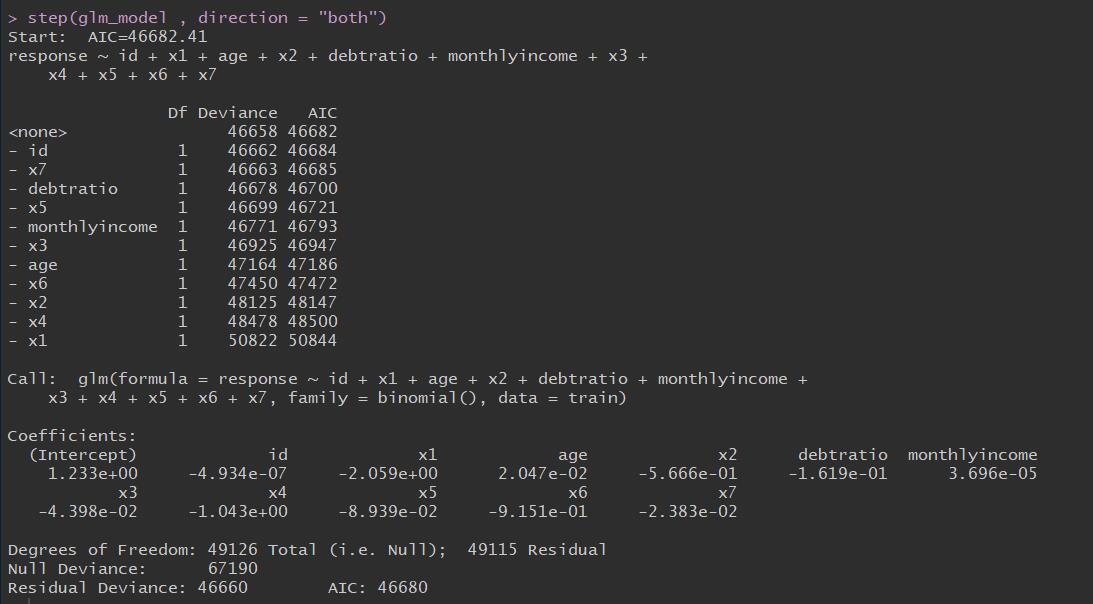 > step(glm_model , direction = "both")
Start:  AIC=46682.41
response ~ id + x1 + age + x2 + debtratio + monthlyincome + x3 +
    x4 + x5 + x6 + x7
                Df Deviance   AIC
<none>                46658 46682
- id             1    46662 46684
- x7             1    46663 46685
- debtratio      1    46678 46700
- x5             1    46699 46721
- monthlyincome  1    46771 46793
- x3             1    46925 46947
- age            1    47164 47186
- x6             1    47450 47472
- x2             1    48125 48147
- x4             1    48478 48500
- x1             1    50822 50844
Call:  glm(formula = response ~ id + x1 + age + x2 + debtratio + monthlyincome +
    x3 + x4 + x5 + x6 + x7, family = binomial(), data = train)
Coefficients:
  (Intercept)             id             x1            age             x2      debtratio  monthlyincome
    1.233e+00     -4.934e-07     -2.059e+00      2.047e-02     -5.666e-01     -1.619e-01      3.696e-05
           x3             x4             x5             x6             x7
   -4.398e-02     -1.043e+00     -8.939e-02     -9.151e-01     -2.383e-02
Degrees of Freedom: 49126 Total (i.e. Null);  49115 Residual
Null Deviance:      67190
Residual Deviance: 46660        AIC: 46680